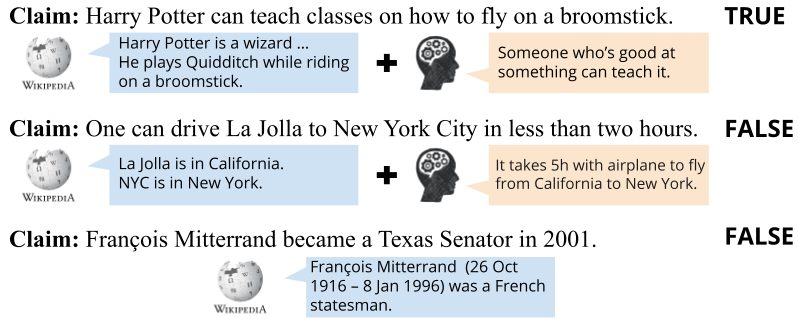 Claim: Harry Potter can teach classes on how to fly on a broomstick. TRUE
WIKIPEDIA
Harry Potter is a wizard ...
He plays Quidditch while riding
on a broomstick.
+
Someone who's good at
something can teach it.
Claim: One can drive La Jolla to New York City in less than two hours. FALSE
WIKIPEDIA
La Jolla is in California.
NYC is in New York.
+
It takes 5h with airplane to fly
from California to New York.
Claim: François Mitterrand became a Texas Senator in 2001. FALSE
WIKIPEDIA
François Mitterrand (26 Oct
1916 – 8 Jan 1996) was a French
statesman.